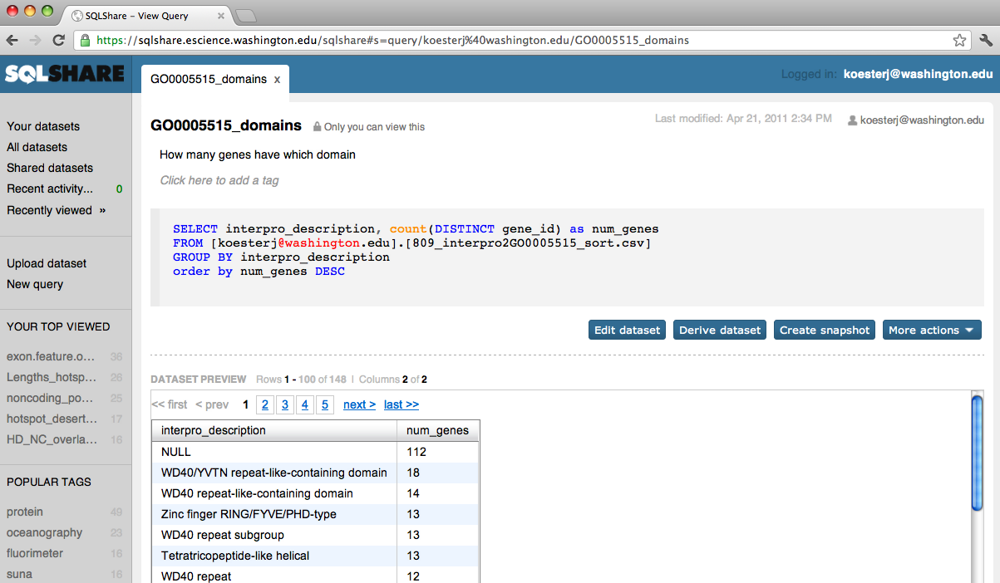 SQLShare – View Query
https://sqlshare.escience.washington.edu/sqlshare#s=query/koesterj%40washington.edu/GO0005515_domains
SQLSHARE
GO0005515_domains x
Logged in: koesterj@washington.edu
Your datasets
All datasets
Shared datasets
Recent activity... 0
Recently viewed »
Upload dataset
New query
YOUR TOP VIEWED
exon.feature.o... 36
Lengths_hotsp... 26
noncoding_po... 25
hotspot_desert... 17
HD_NC_overla... 16
POPULAR TAGS
protein 49
oceanography 23
fluorimeter 16
suna 16
GO0005515_domains Only you can view this
Last modified: Apr 21, 2011 2:34 PM koesterj@washington.edu
How many genes have which domain
Click here to add a tag
SELECT interpro_description, count(DISTINCT gene_id) as num_genes
FROM [koesterj@washington.edu].[809_interpro2GO0005515_sort.csv]
GROUP BY interpro_description
order by num_genes DESC
Edit dataset Derive dataset Create snapshot More actions
DATASET PREVIEW Rows 1 - 100 of 148 | Columns 2 of 2
<< first < prev 1 2 3 4 5 next > last >>
interpro_description num_genes
NULL 112
WD40/YVTN repeat-like-containing domain 18
WD40 repeat-like-containing domain 14
Zinc finger RING/FYVE/PHD-type 13
WD40 repeat subgroup 13
Tetratricopeptide-like helical 13
WD40 repeat 12